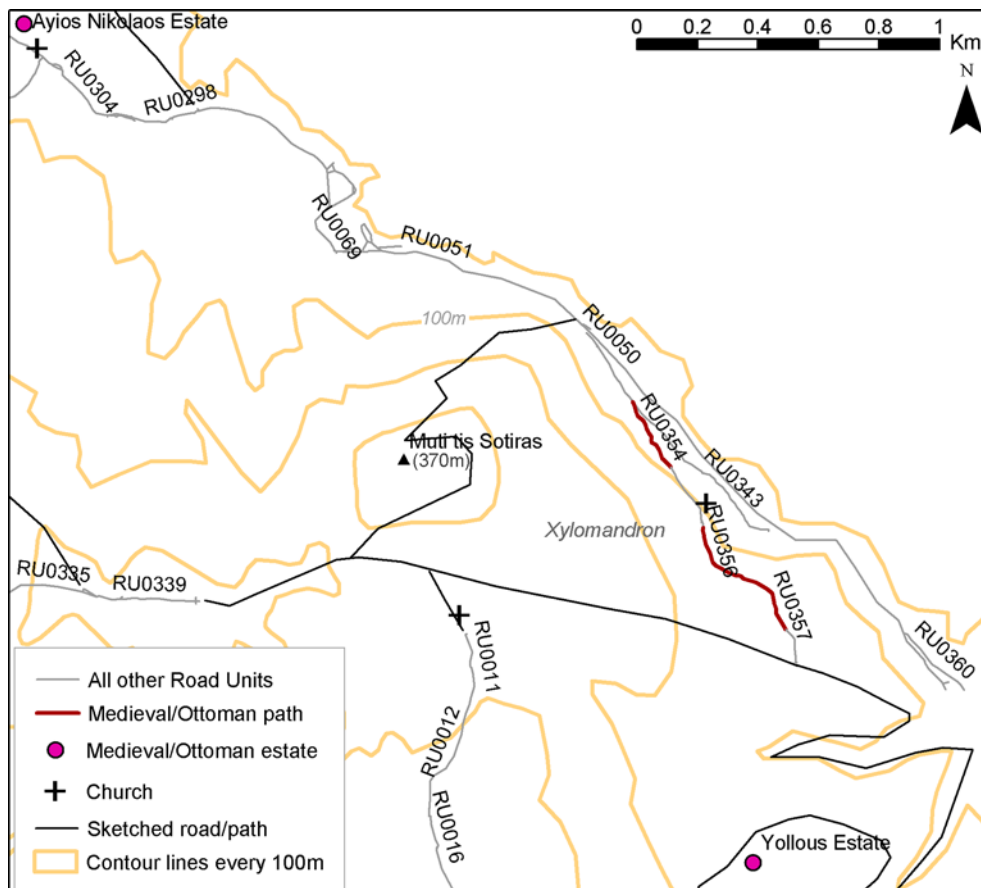 Ayios Nikolaos Estate
0 0.2 0.4 0.6 0.8 1
Km
N
RU0304
RU0298
RU0069
RU0051
100m
RU0050
RU0354
Muti tis Sotiras
(370m)
RU0343
Xylomandron
RU0356
RU0335
RU0339
RU0357
RU0011
RU0360
RU0012
RU0016
All other Road Units
Medieval/Ottoman path
Medieval/Ottoman estate
Church
Sketched road/path
Contour lines every 100m
Yollous Estate